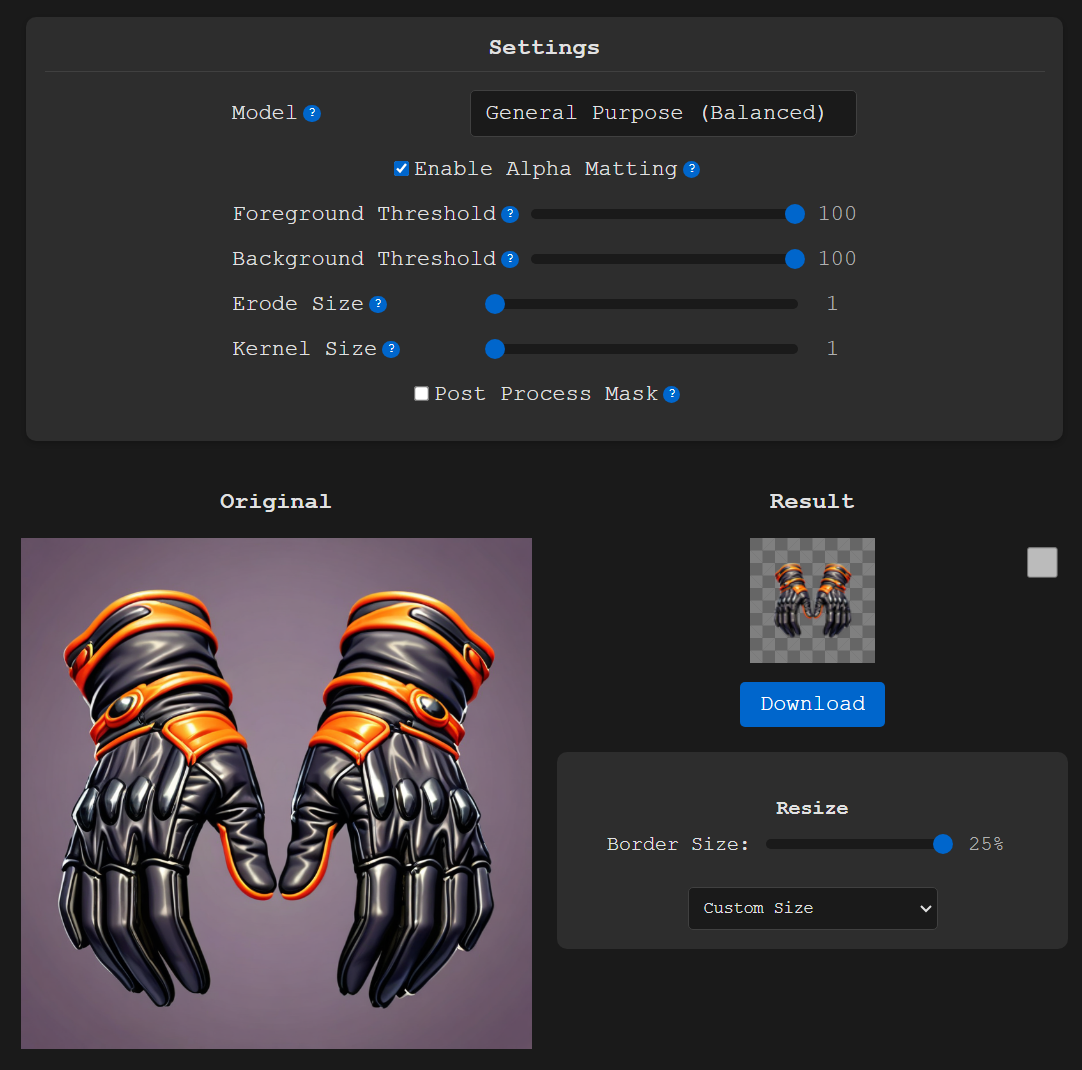 Settings
Model ? General Purpose (Balanced)
Enable Alpha Matting ?
Foreground Threshold ? 100
Background Threshold ? 100
Erode Size ? 1
Kernel Size ? 1
Post Process Mask ?
Original
Result
Download
Resize
Border Size: 25%
Custom Size